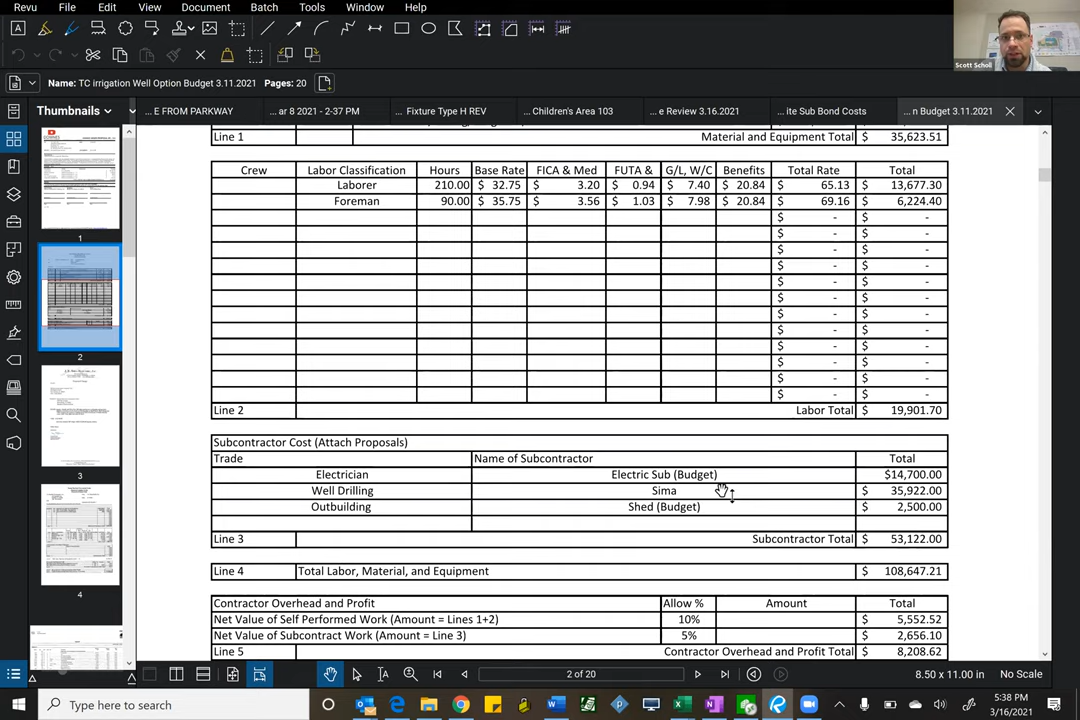 Revu File Edit View Document Batch Tools Window Help
Scott Scholl
Name: TC irrigation Well Option Budget 3.11.2021 Pages: 20
Thumbnails
... E FROM PARKWAY ... ar 8 2021 - 2:37 PM ... Fixture Type H REV ... Children's Area 103 ... e Review 3.16.2021 ... ite Sub Bond Costs ... n Budget 3.11.2021
Line 1 Material and Equipment Total $ 35,623.51
Crew Labor Classification Hours Base Rate FICA & Med FUTA & G/L, W/C Benefits Total Rate Total
Laborer 210.00 $ 32.75 $ 3.20 $ 0.94 $ 7.40 $ 20.84 $ 65.13 $ 13,677.30
Foreman 90.00 $ 35.75 $ 3.56 $ 1.03 $ 7.98 $ 20.84 $ 69.16 $ 6,224.40
$ - $ -
$ - $ -
$ - $ -
$ - $ -
$ - $ -
$ - $ -
$ - $ -
$ - $ -
$ - $ -
$ - $ -
$ - $ -
$ - $ -
Line 2 Labor Total $ 19,901.70
Subcontractor Cost (Attach Proposals)
Trade Name of Subcontractor Total
Electrician Electric Sub (Budget) $14,700.00
Well Drilling Sima $ 35,922.00
Outbuilding Shed (Budget) $ 2,500.00
Line 3 Subcontractor Total $ 53,122.00
Line 4 Total Labor, Material, and Equipment $ 108,647.21
Contractor Overhead and Profit Allow % Amount Total
Net Value of Self Performed Work (Amount = Lines 1+2) 10% $ 5,552.52
Net Value of Subcontract Work (Amount = Line 3) 5% $ 2,656.10
Line 5 Contractor Overhead and Profit Total $ 8,208.62
1
2
3
4
2 of 20 8.50 x 11.00 in No Scale
Type here to search
5:38 PM
3/16/2021